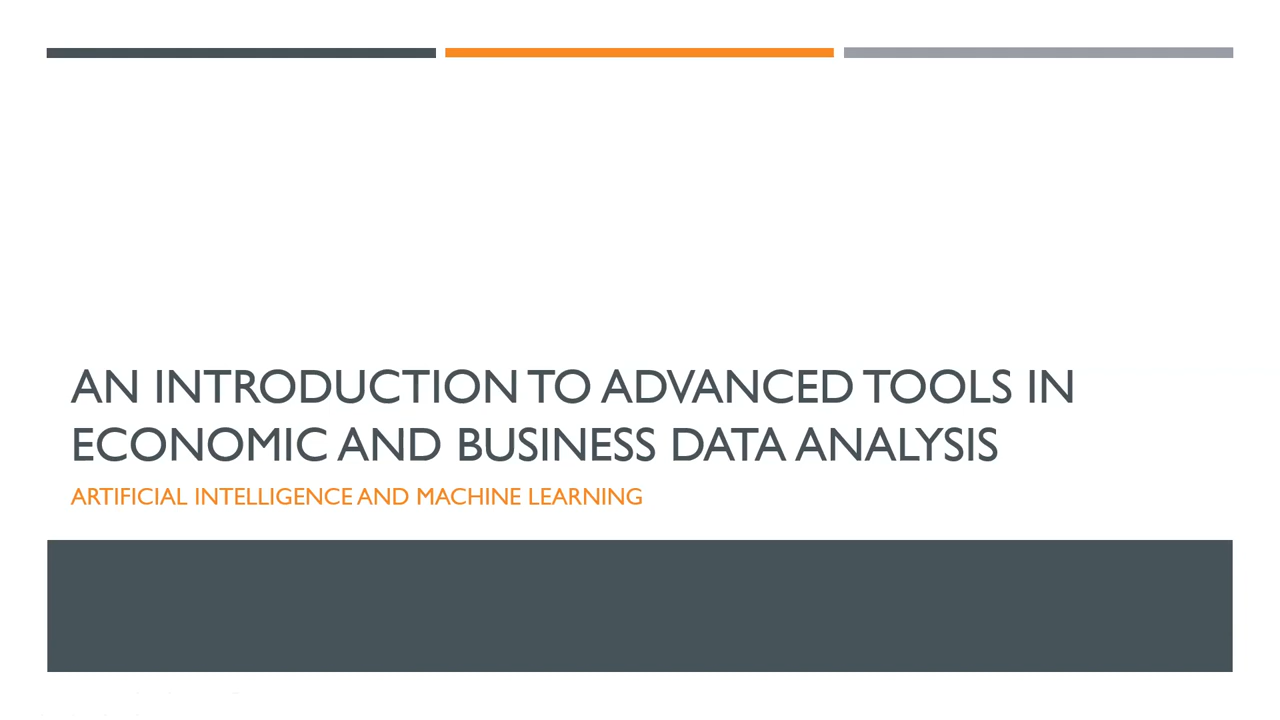 AN INTRODUCTION TO ADVANCED TOOLS IN
ECONOMIC AND BUSINESS DATA ANALYSIS
ARTIFICIAL INTELLIGENCE AND MACHINE LEARNING